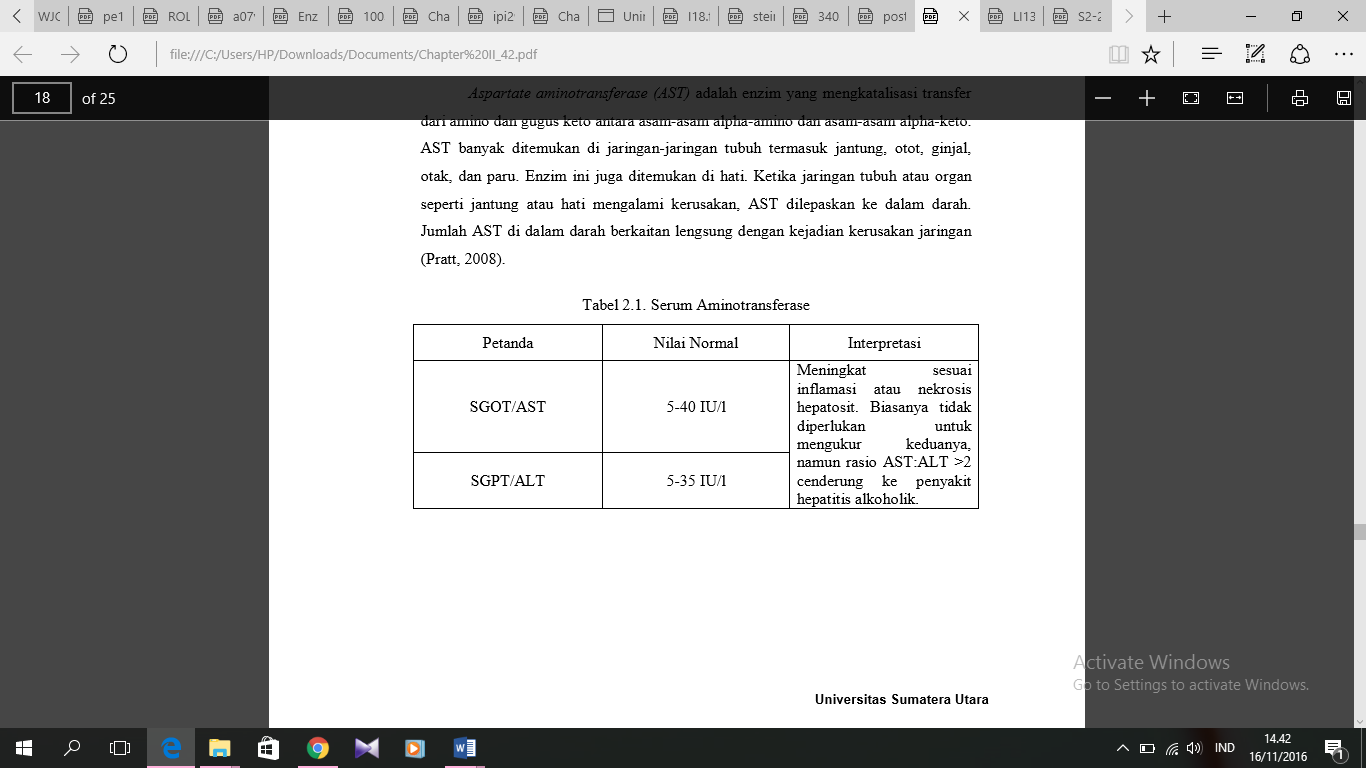 WJC
pe1
ROL
Enz
100
Cha
Cha
340
post
LI13
S2-2
file:///C:/Users/HP/Downloads/Documents/Chapter%20II_42.pdf
18 of 25
Aspartate aminotransferase (AST) adalah enzim yang mengkatalisasi transfer
dari amino dan gugus keto antara asam-asam alpha-amino dan asam-asam alpha-keto.
AST banyak ditemukan di jaringan-jaringan tubuh termasuk jantung, otot, ginjal,
otak, dan paru. Enzim ini juga ditemukan di hati. Ketika jaringan tubuh atau organ
seperti jantung atau hati mengalami kerusakan, AST dilepaskan ke dalam darah.
Jumlah AST di dalam darah berkaitan lengsung dengan kejadian kerusakan jaringan
(Pratt, 2008).
Tabel 2.1. Serum Aminotransferase
Petanda Nilai Normal Interpretasi
SGOT/AST 5-40 IU/l
SGPT/ALT 5-35 IU/l
Meningkat sesuai
inflamasi atau nekrosis
hepatosit. Biasanya tidak
diperlukan untuk
mengukur keduanya,
namun rasio AST:ALT >2
cenderung ke penyakit
hepatitis alkoholik.
Activate Windows
Go to Settings to activate Windows.
Universitas Sumatera Utara
IND
14.42
16/11/2016
1